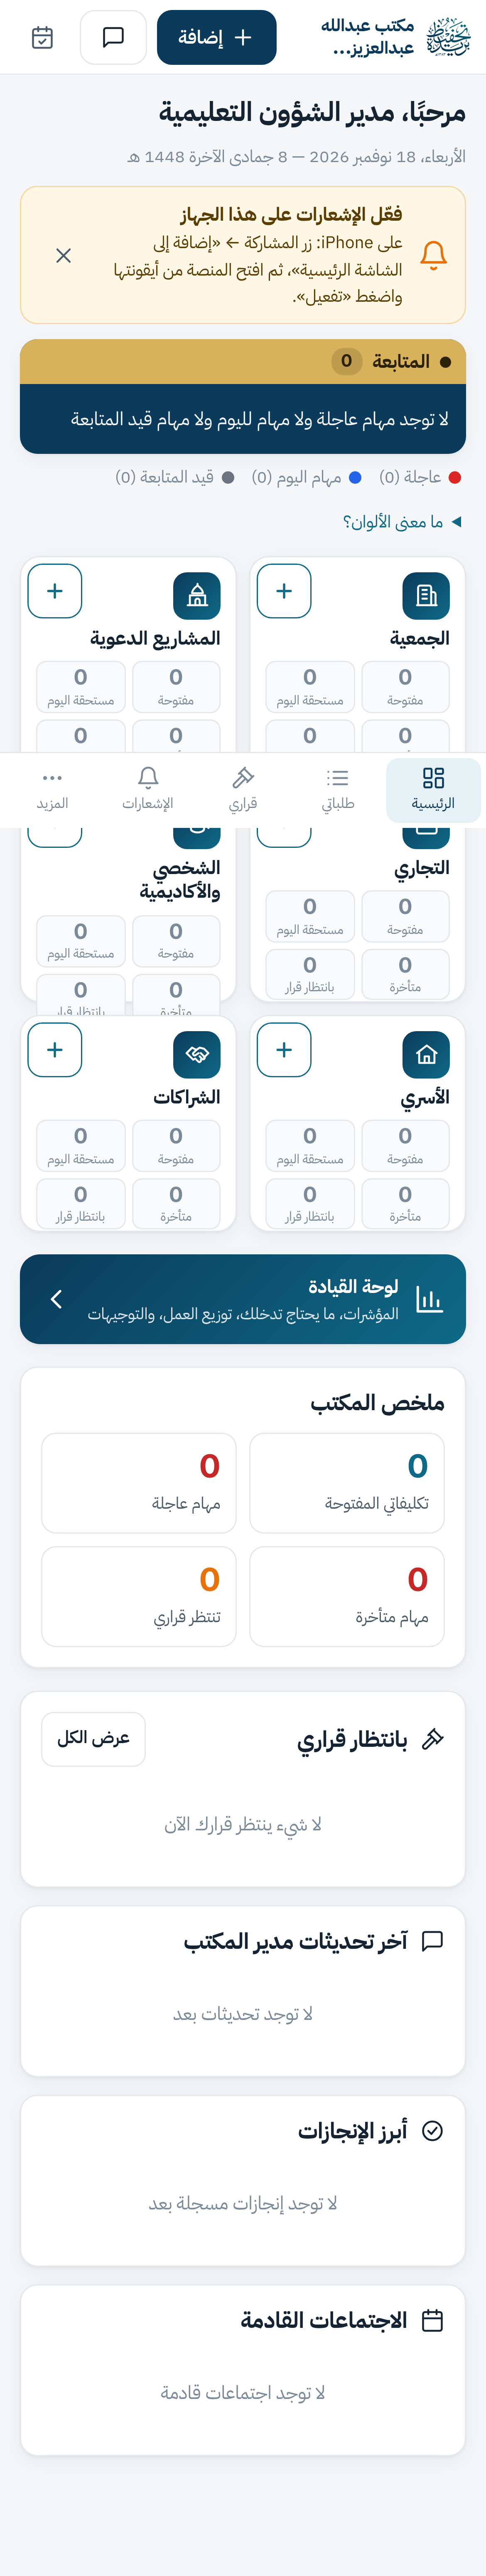 مكتب عبدالله
عبدالعزيز...
إضافة
مرحبًا، مدير الشؤون التعليمية
الأربعاء، 18 نوفمبر 2026 — 8 جمادى الآخرة 1448 هـ
فعّل الإشعارات على هذا الجهاز
على iPhone: زر المشاركة ← «إضافة إلى
الشاشة الرئيسية»، ثم افتح المنصة من أيقونتها
واضغط «تفعيل».
المتابعة 0
لا توجد مهام عاجلة ولا مهام لليوم ولا مهام قيد المتابعة
عاجلة (0) مهام اليوم (0) قيد المتابعة (0)
ما معنى الألوان؟
الجمعية
0 0
مفتوحة مستحقة اليوم
0 0
المشاريع الدعوية
0 0
مفتوحة مستحقة اليوم
0 0
الرئيسية طلباتي قراري الإشعارات المزيد
التجاري
0 0
مفتوحة مستحقة اليوم
0 0
متأخرة بانتظار قرار
الشخصي
والأكاديمية
0 0
مفتوحة مستحقة اليوم
0 0
متأخرة بانتظار قرار
الأسري
0 0
مفتوحة مستحقة اليوم
0 0
متأخرة بانتظار قرار
الشراكات
0 0
مفتوحة مستحقة اليوم
0 0
متأخرة بانتظار قرار
لوحة القيادة
المؤشرات، ما يحتاج تدخلك، توزيع العمل، والتوجيهات
ملخص المكتب
0 0
تكليفاتي المفتوحة مهام عاجلة
0 0
مهام متأخرة تنتظر قراري
بانتظار قراري عرض الكل
لا شيء ينتظر قرارك الآن
آخر تحديثات مدير المكتب
لا توجد تحديثات بعد
أبرز الإنجازات
لا توجد إنجازات مسجلة بعد
الاجتماعات القادمة
لا توجد اجتماعات قادمة